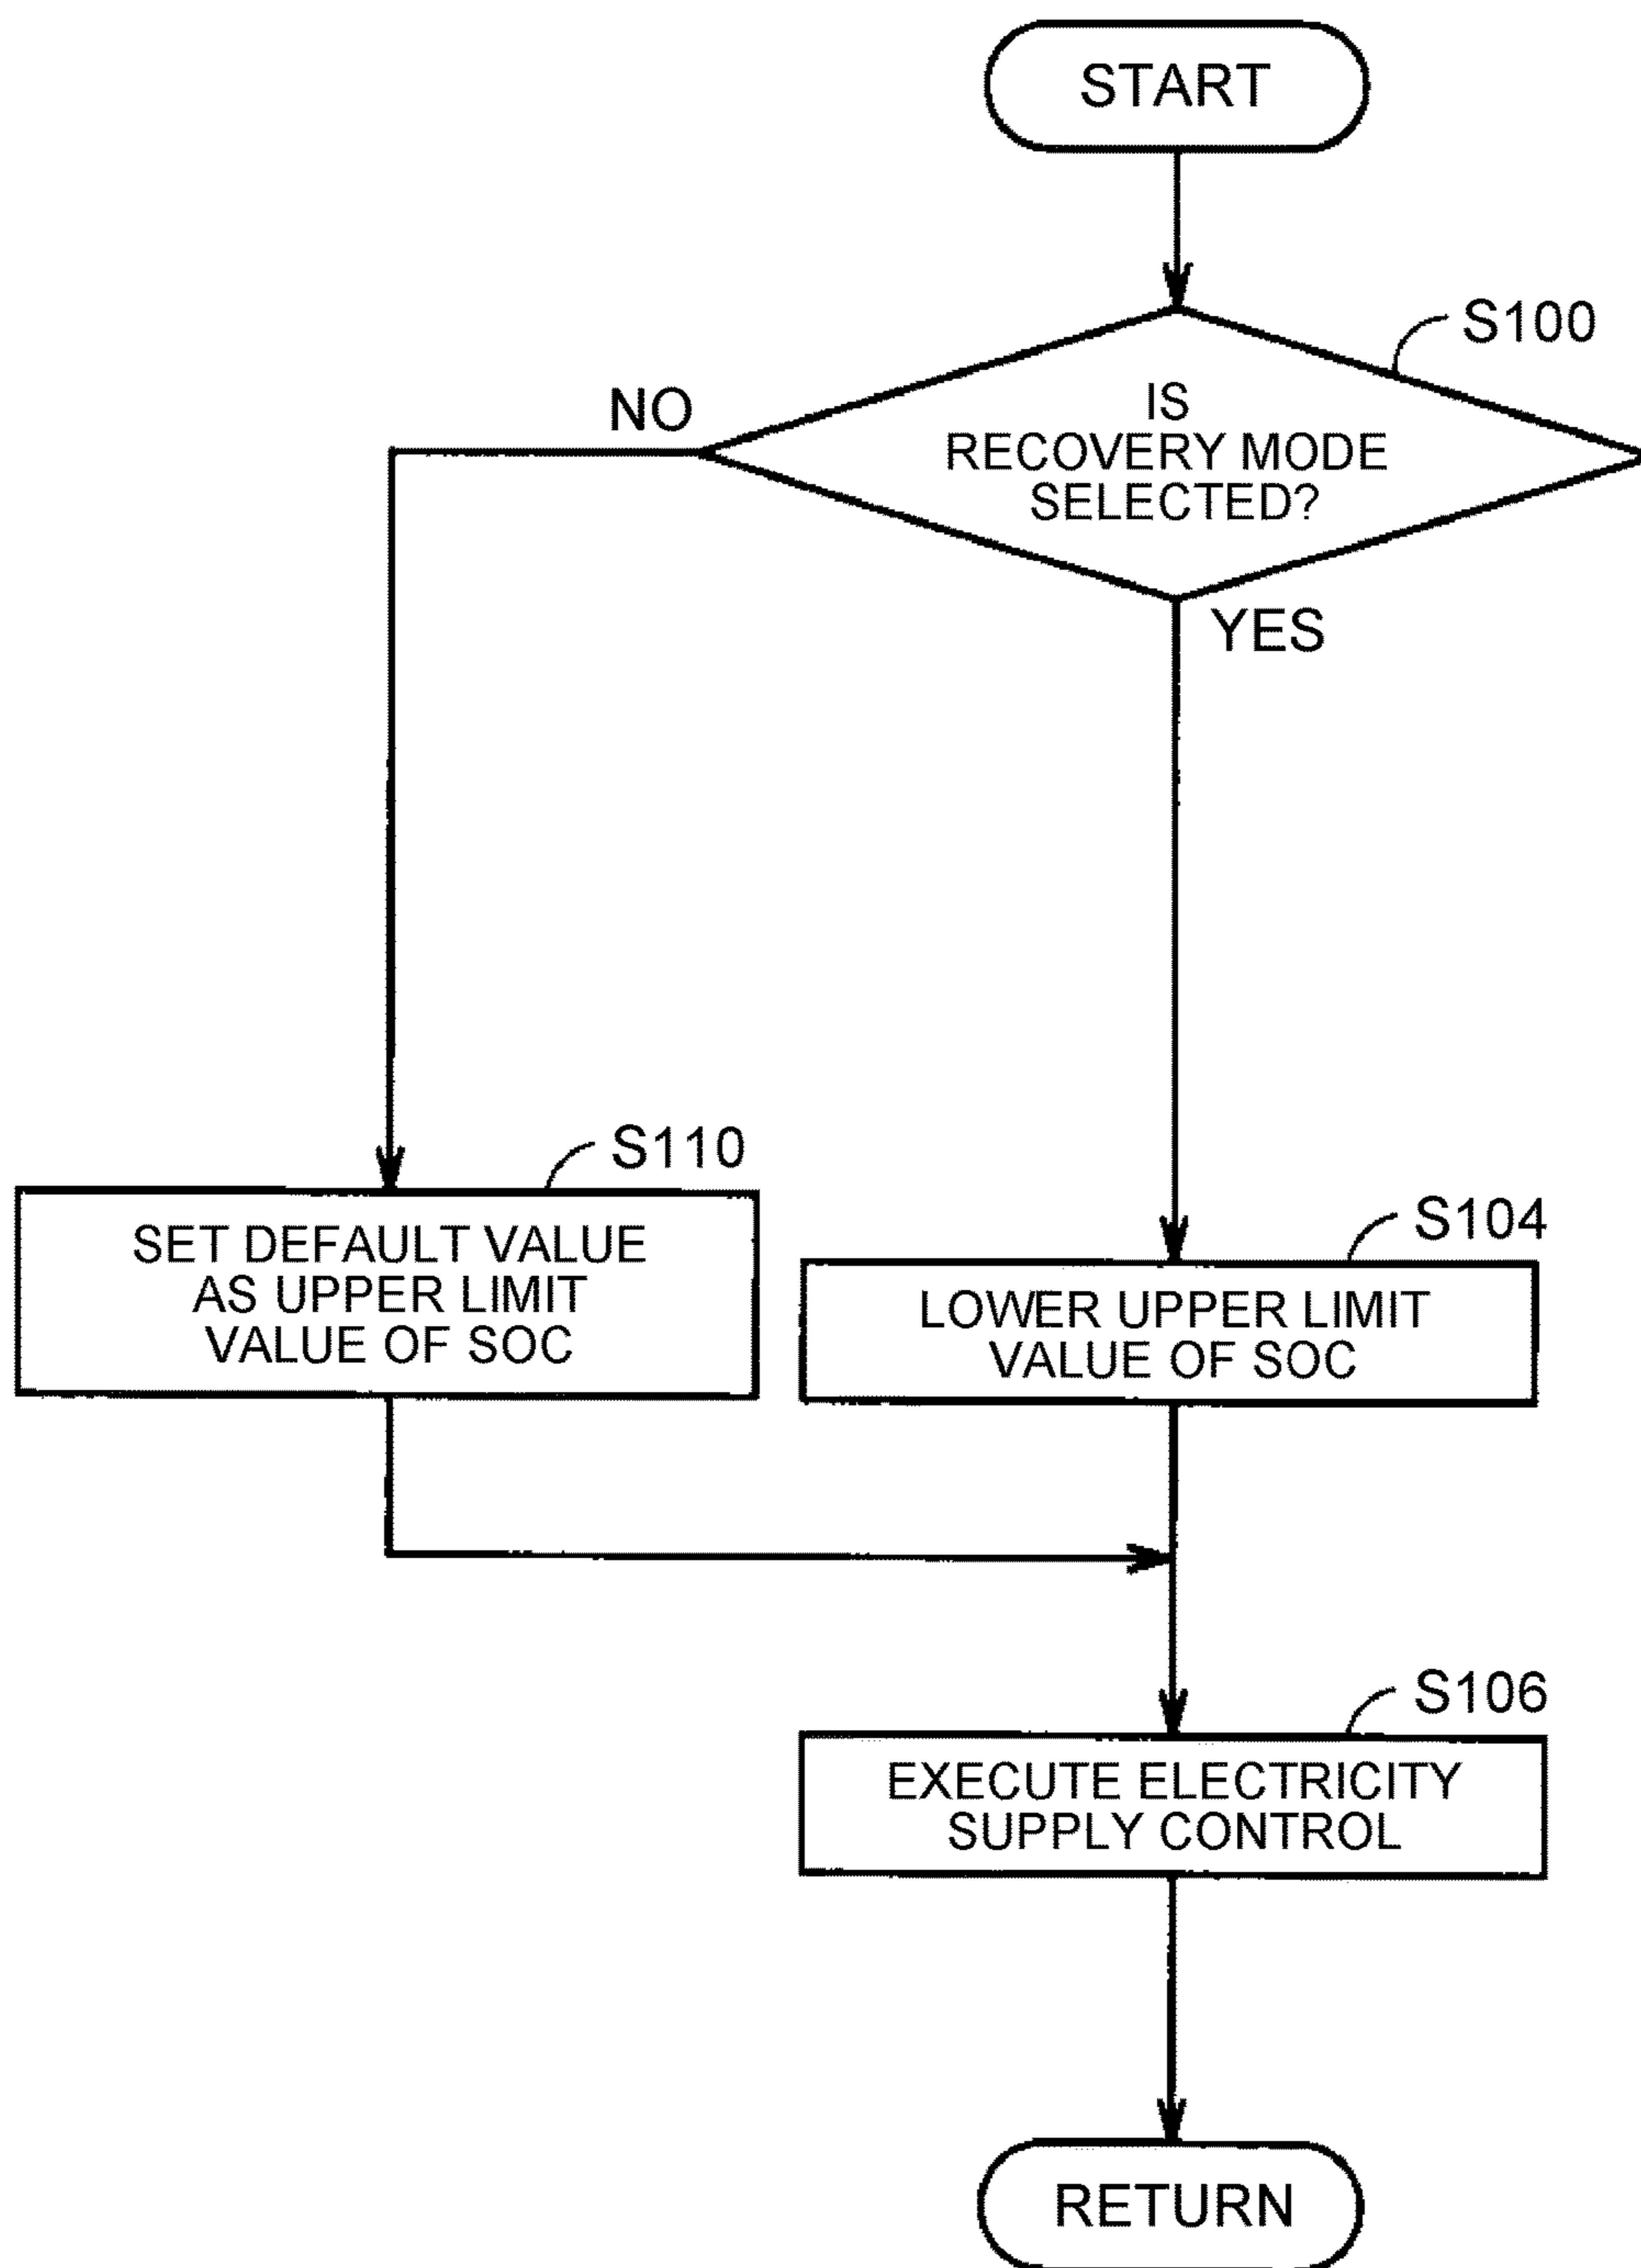 START
S100
NO
IS
RECOVERY MODE
SELECTED?
YES
S110
SET DEFAULT VALUE
AS UPPER LIMIT
VALUE OF SOC
S104
LOWER UPPER LIMIT
VALUE OF SOC
S106
EXECUTE ELECTRICITY
SUPPLY CONTROL
RETURN